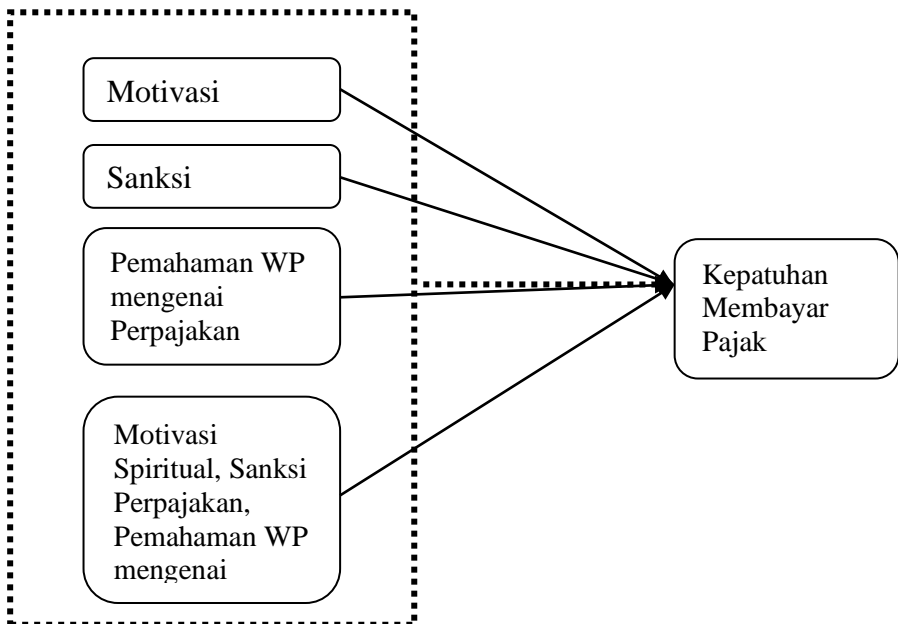 Motivasi
Sanksi
Pemahaman WP
mengenai
Perpajakan
Motivasi
Spiritual, Sanksi
Perpajakan,
Pemahaman WP
mengenai
Kepatuhan
Membayar
Pajak